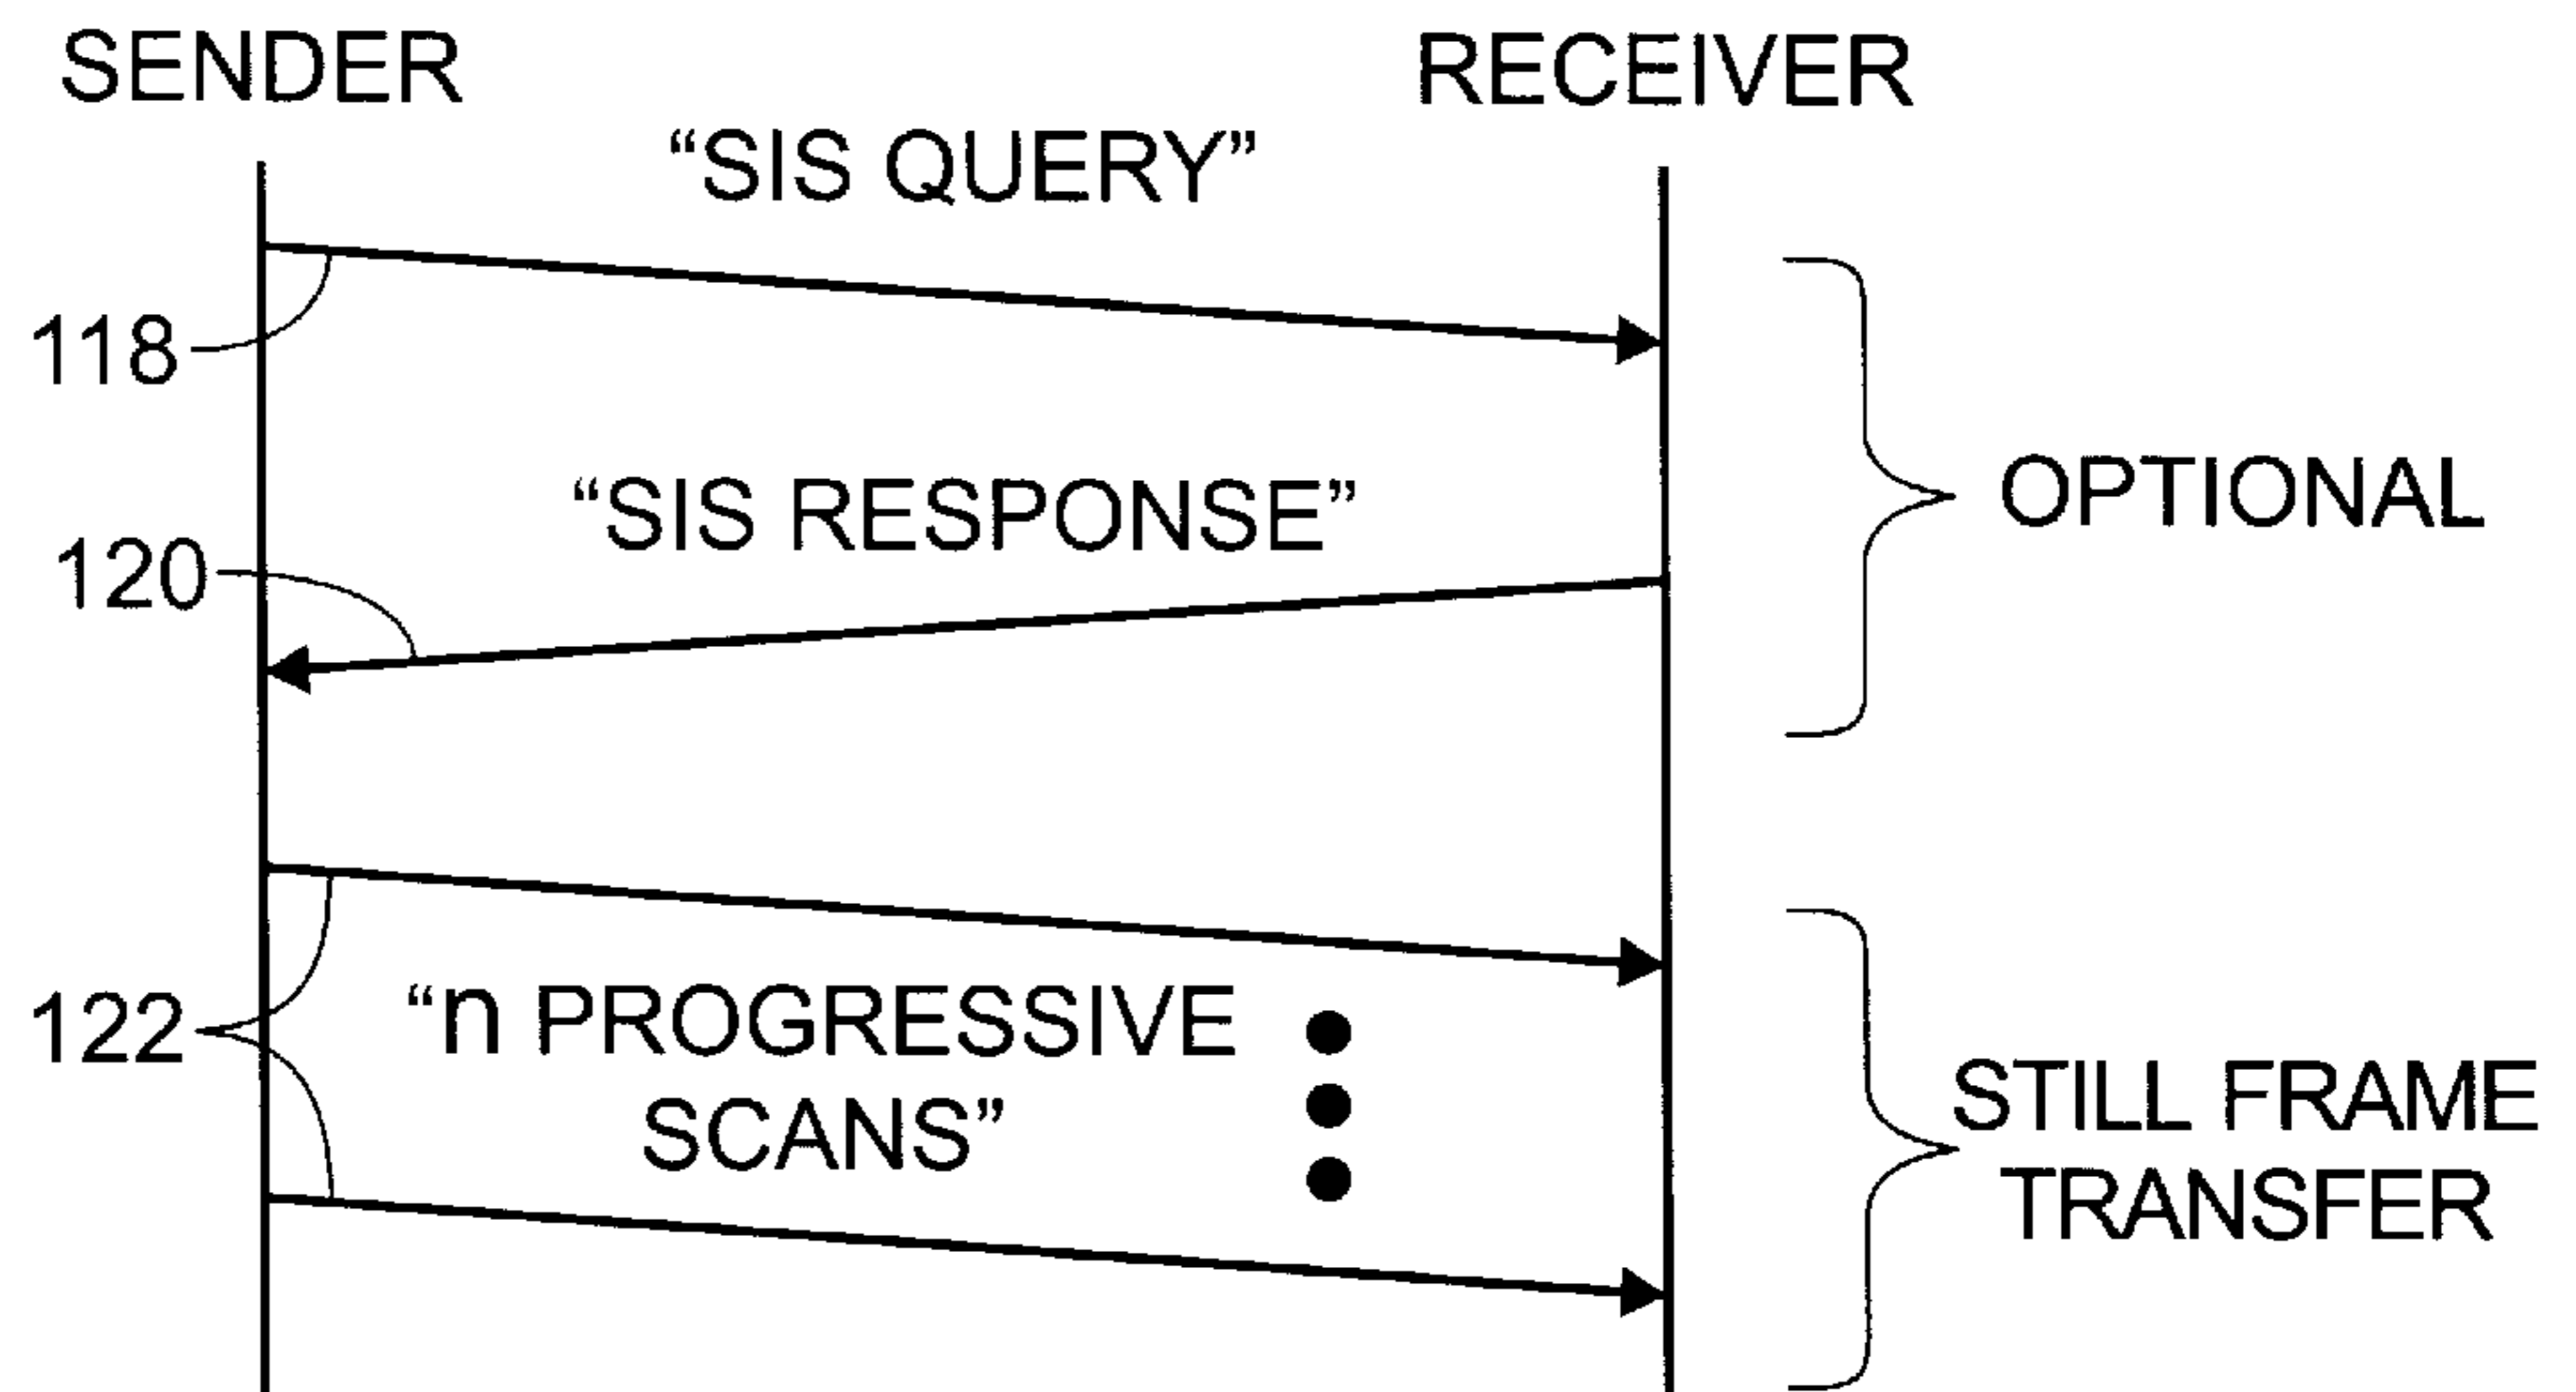 SENDER
RECEIVER
“SIS QUERY”
118
“SIS RESPONSE”
OPTIONAL
120
122
“n PROGRESSIVE
SCANS”
STILL FRAME
TRANSFER